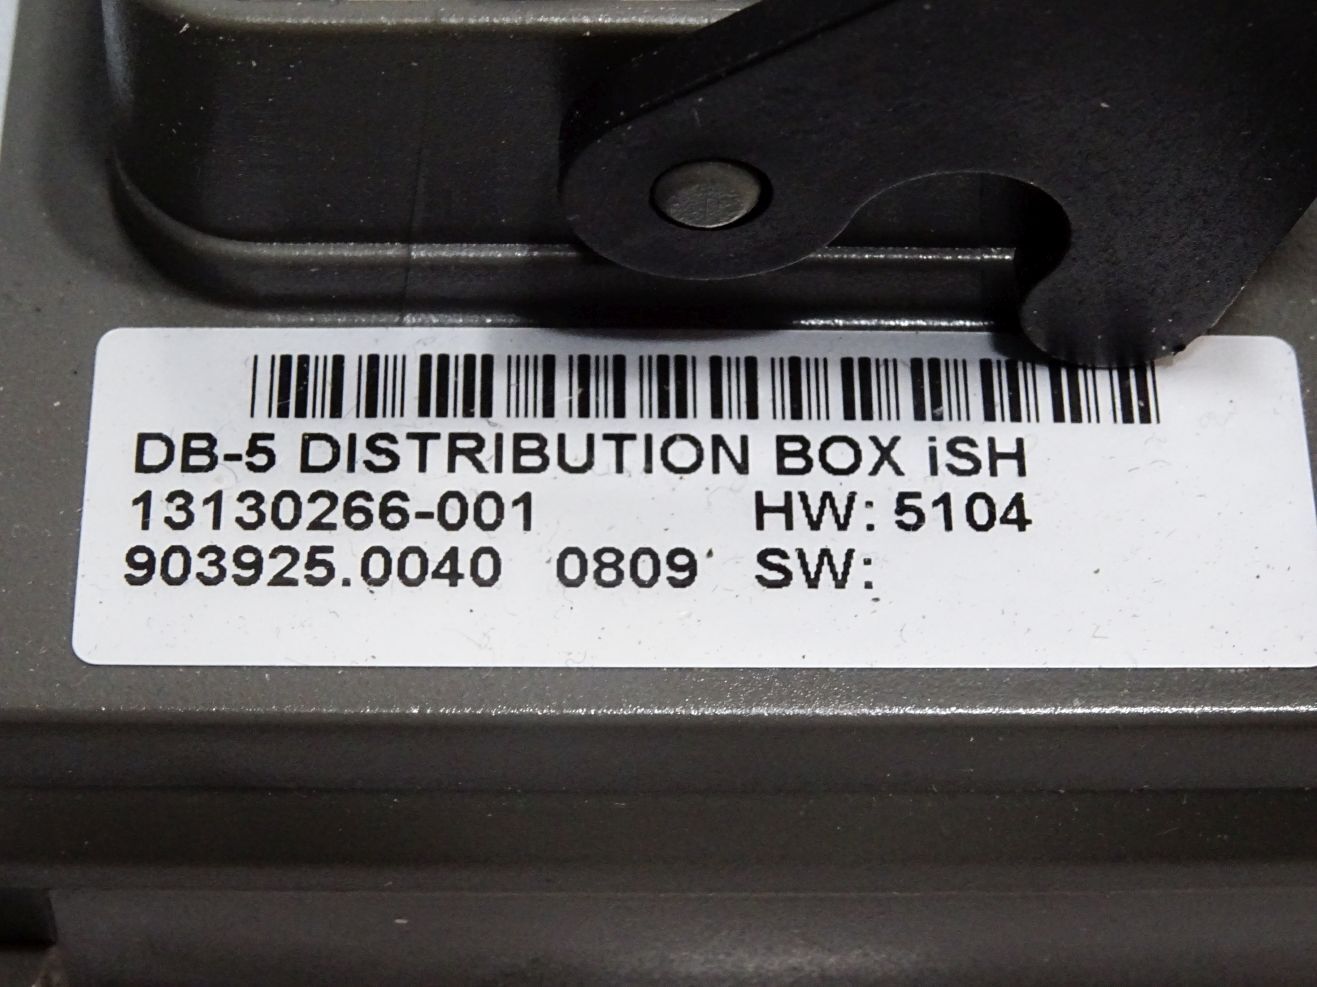 DB-5 DISTRIBUTION BOX iSH
13130266-001 HW: 5104
903925.0040 0809 SW: